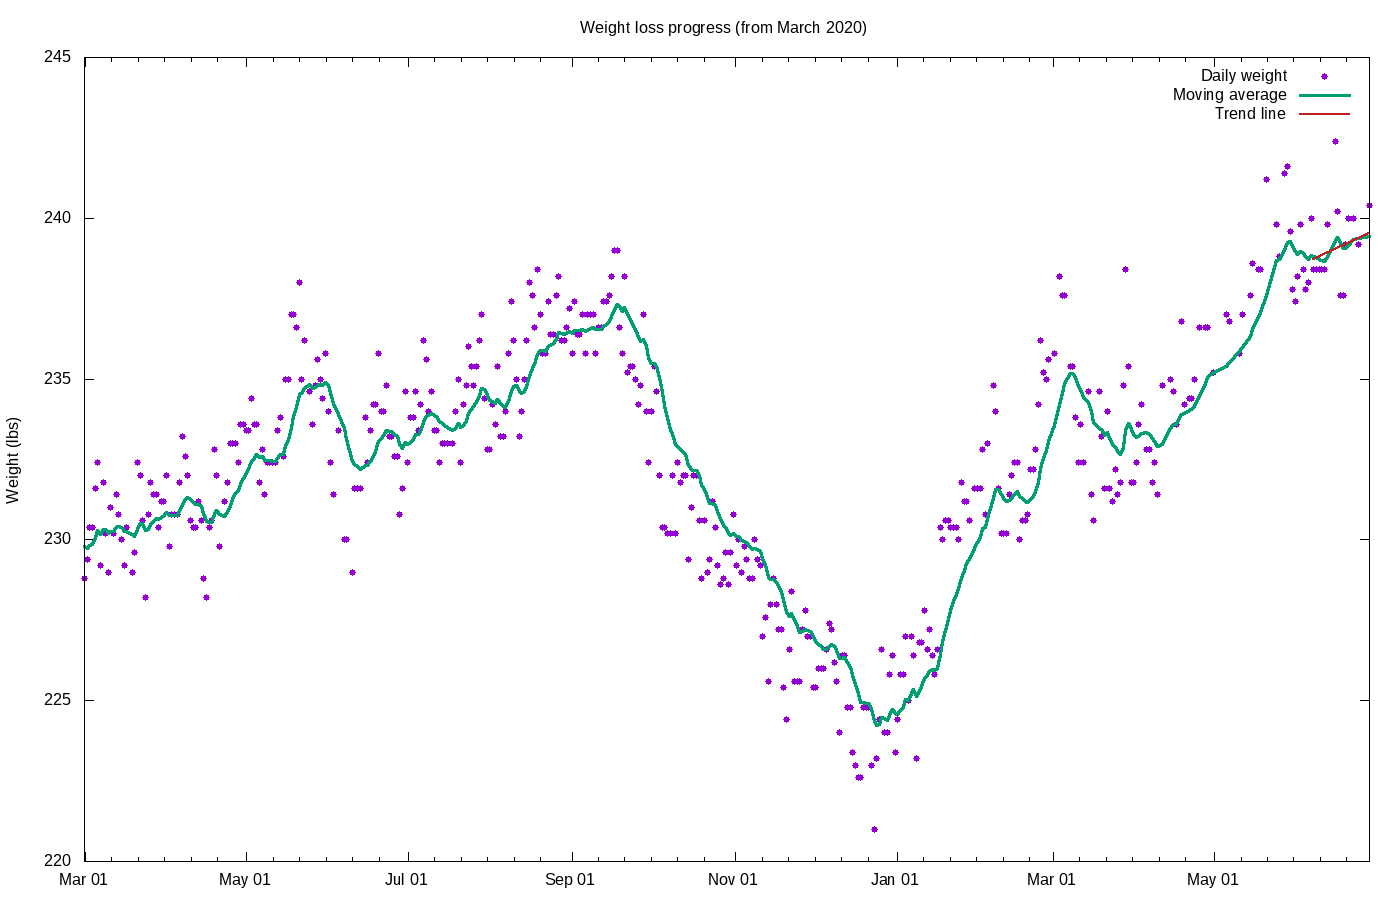 Weight loss progress (from March 2020)
245
Daily weight
Moving average
Trend line
240
235
Weight (lbs)
230
225
220
Mar 01 May 01 Jul 01 Sep 01 Nov 01 Jan 01 Mar 01 May 01